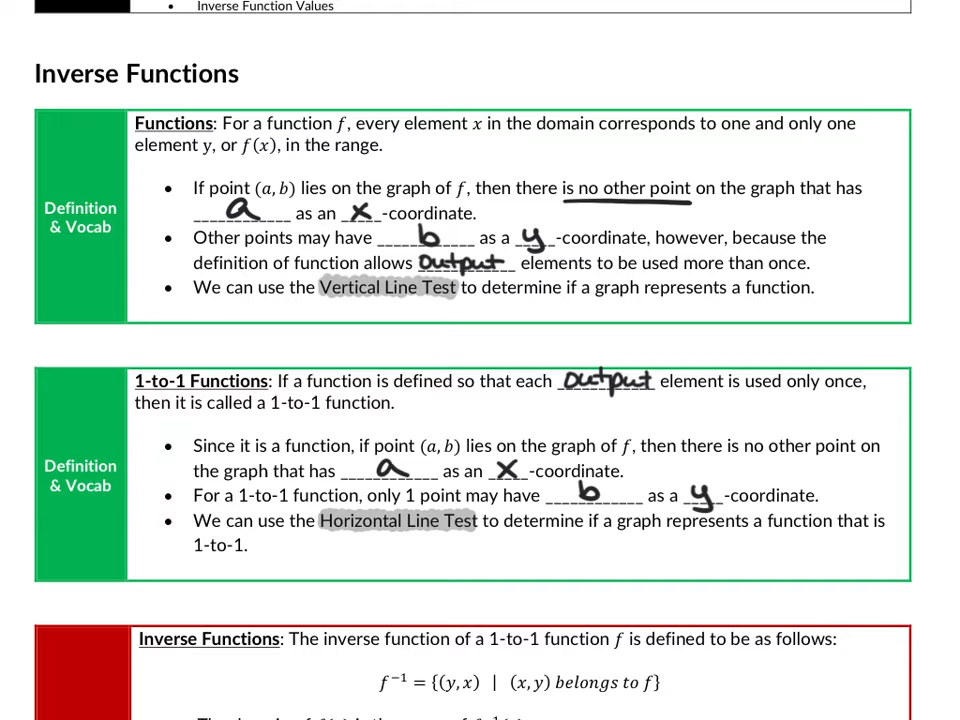 • Inverse Function Values
Inverse Functions
Functions: For a function f, every element x in the domain corresponds to one and only one
element y, or f(x), in the range.
• If point (a, b) lies on the graph of f, then there is no other point on the graph that has
a as an x-coordinate.
Definition
& Vocab
• Other points may have b as a y-coordinate, however, because the
definition of function allows output elements to be used more than once.
• We can use the Vertical Line Test to determine if a graph represents a function.
1-to-1 Functions: If a function is defined so that each output element is used only once,
then it is called a 1-to-1 function.
• Since it is a function, if point (a, b) lies on the graph of f, then there is no other point on
the graph that has a as an x-coordinate.
Definition
& Vocab
• For a 1-to-1 function, only 1 point may have b as a y-coordinate.
• We can use the Horizontal Line Test to determine if a graph represents a function that is
1-to-1.
Inverse Functions: The inverse function of a 1-to-1 function f is defined to be as follows:
f⁻¹ = {(y, x) | (x, y) belongs to f}